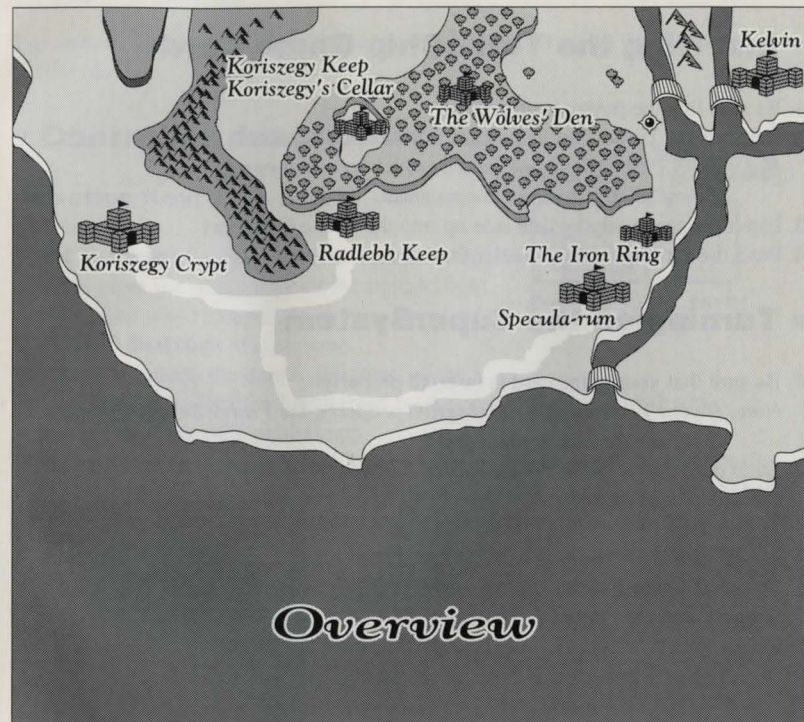 Kelvin
Koriszegy Keep
Koriszegy's Cellar
The Wolves' Den
Koriszegy Crypt
Radlebb Keep
The Iron Ring
Specula-rum
Overview